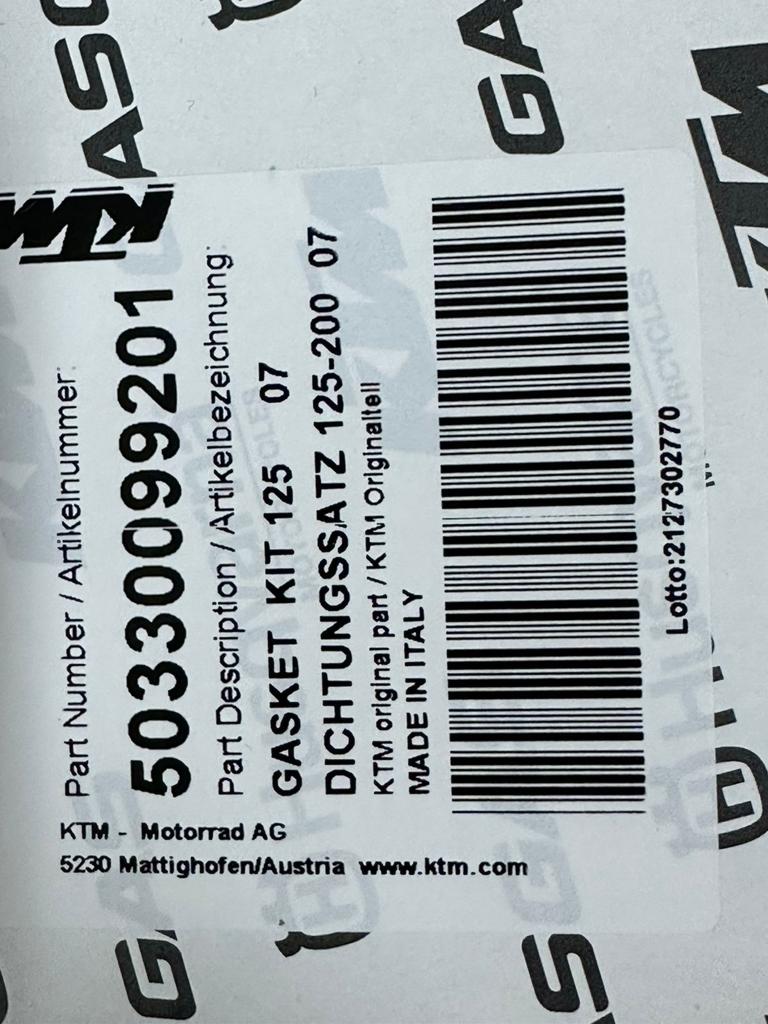 KTM
Part Number / Artikelnummer:
50330099201
Part Description / Artikelbezeichnung:
GASKET KIT 125 07
DICHTUNGSSATZ 125-200 07
KTM original part / KTM Originalteil
MADE IN ITALY
Lotto:2127302770
KTM - Motorrad AG
5230 Mattighofen/Austria www.ktm.com